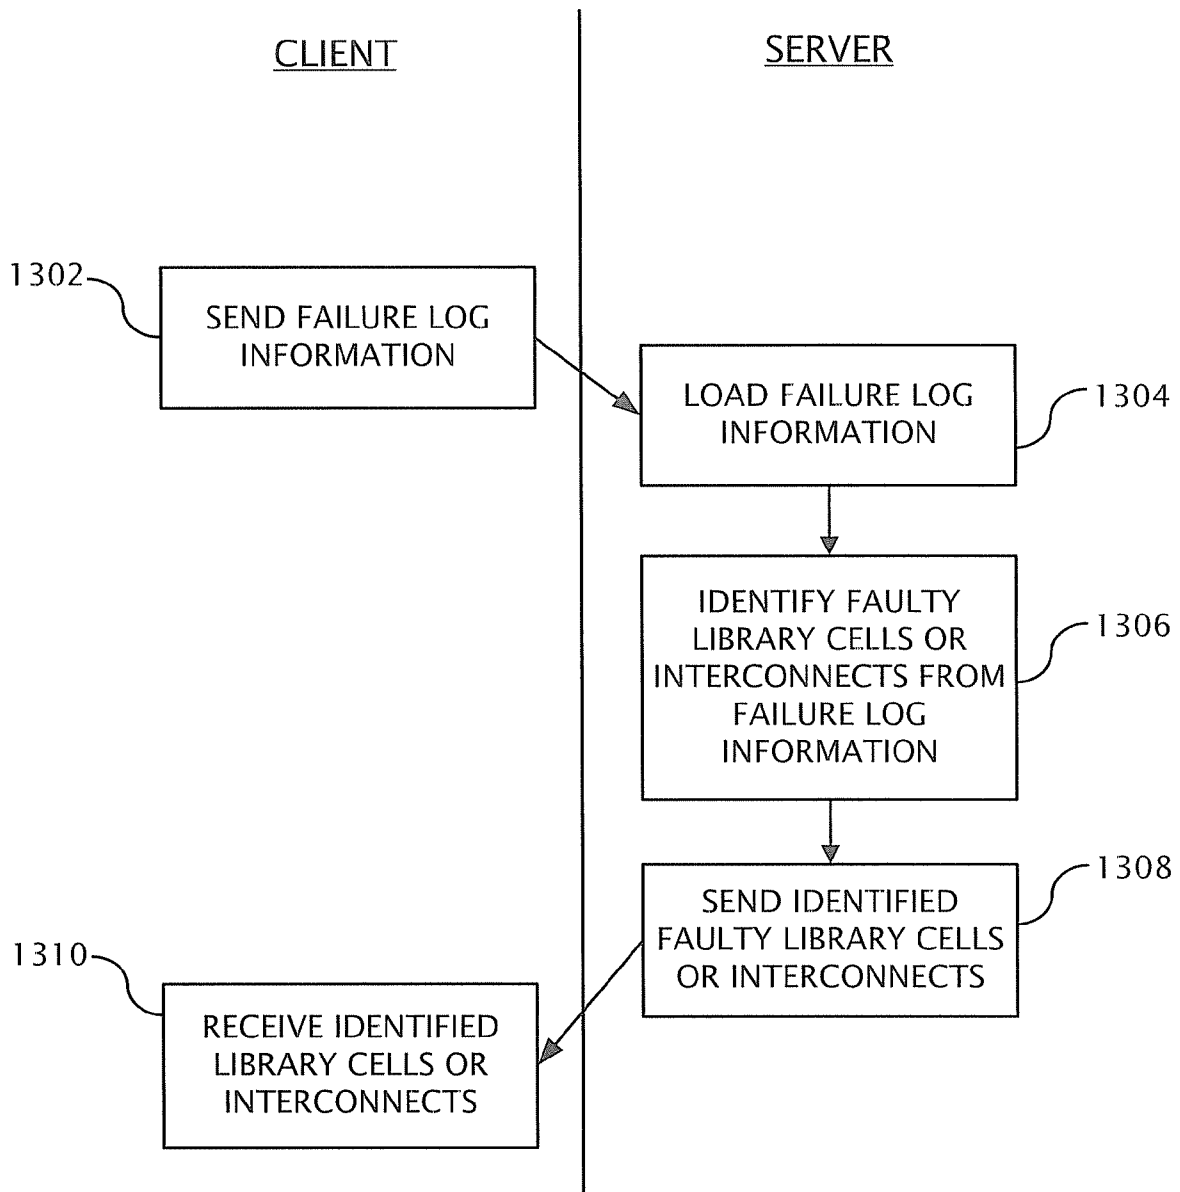 CLIENT
SERVER
1302
SEND FAILURE LOG
INFORMATION
LOAD FAILURE LOG
INFORMATION
1304
IDENTIFY FAULTY
LIBRARY CELLS OR
INTERCONNECTS FROM
FAILURE LOG
INFORMATION
1306
SEND IDENTIFIED
FAULTY LIBRARY CELLS
OR INTERCONNECTS
1308
1310
RECEIVE IDENTIFIED
LIBRARY CELLS OR
INTERCONNECTS